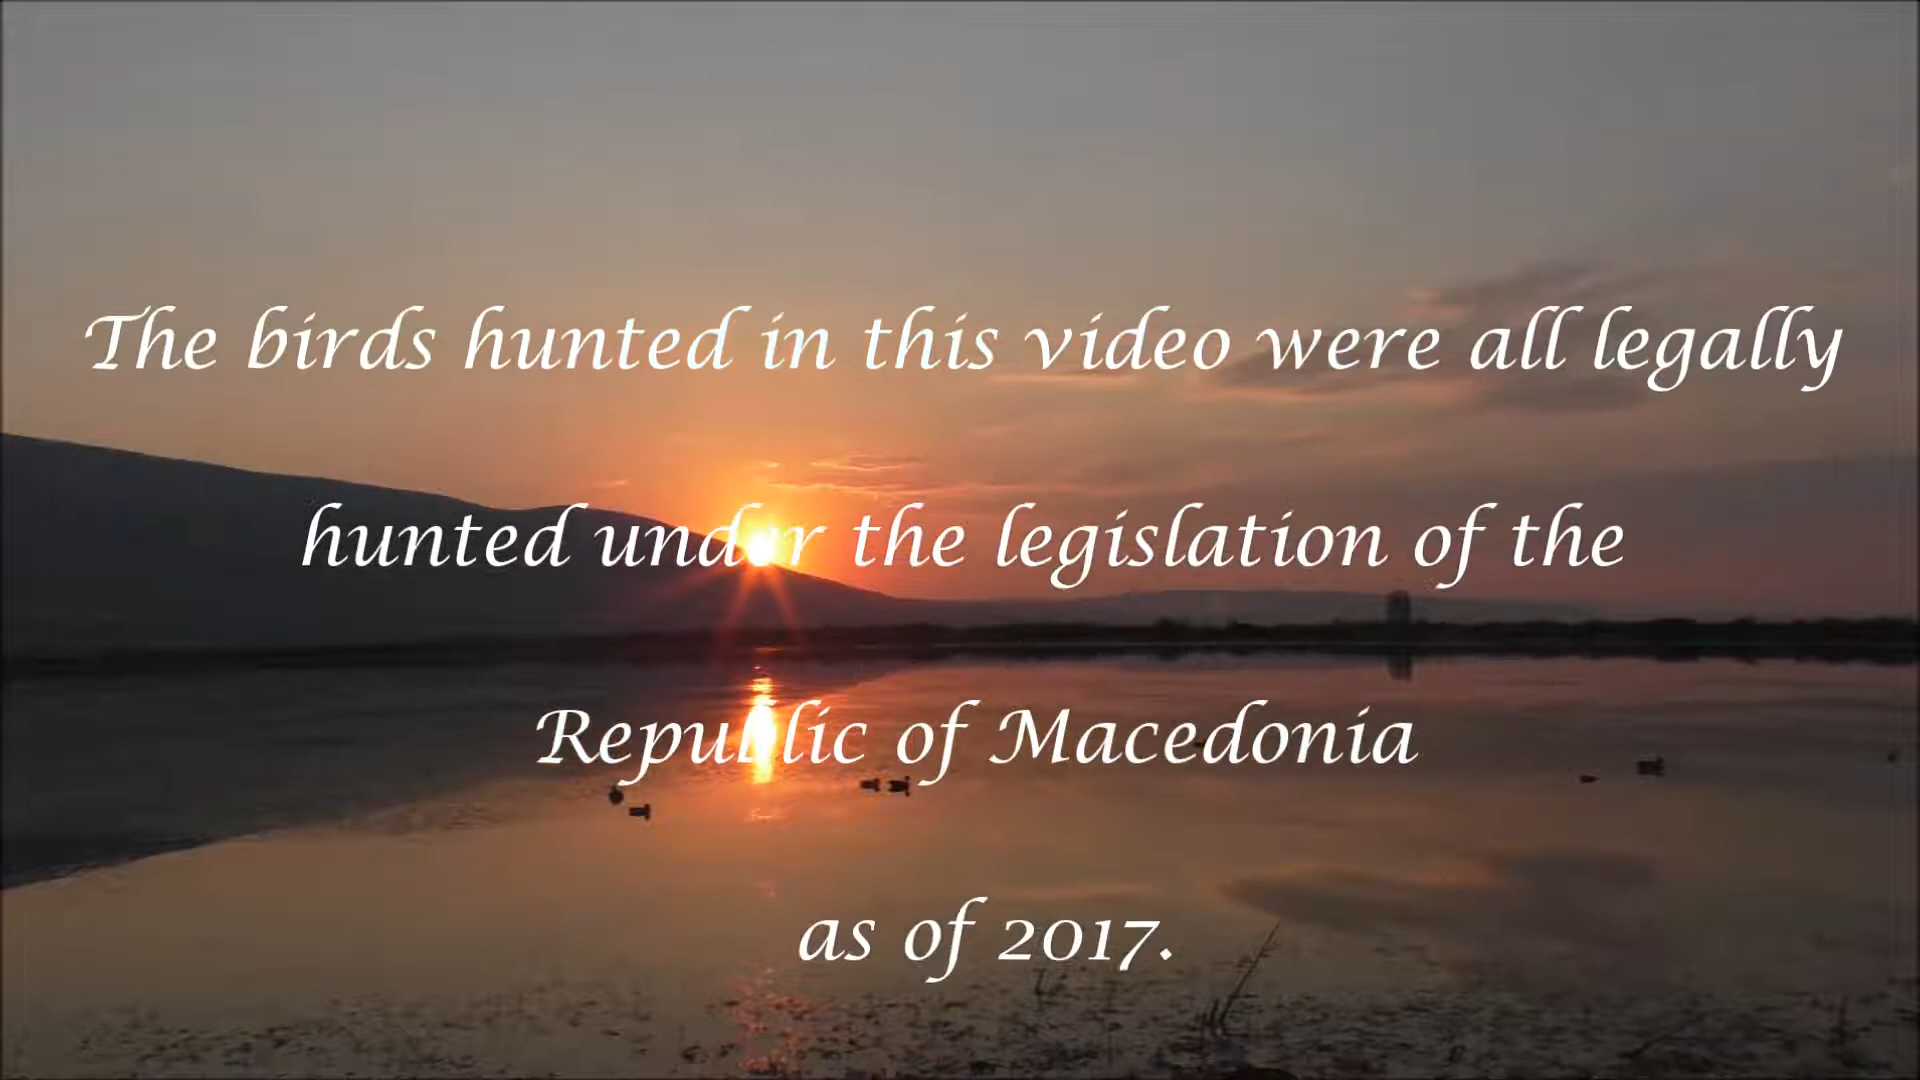 The birds hunted in this video were all legally
hunted under the legislation of the
Republic of Macedonia
as of 2017.